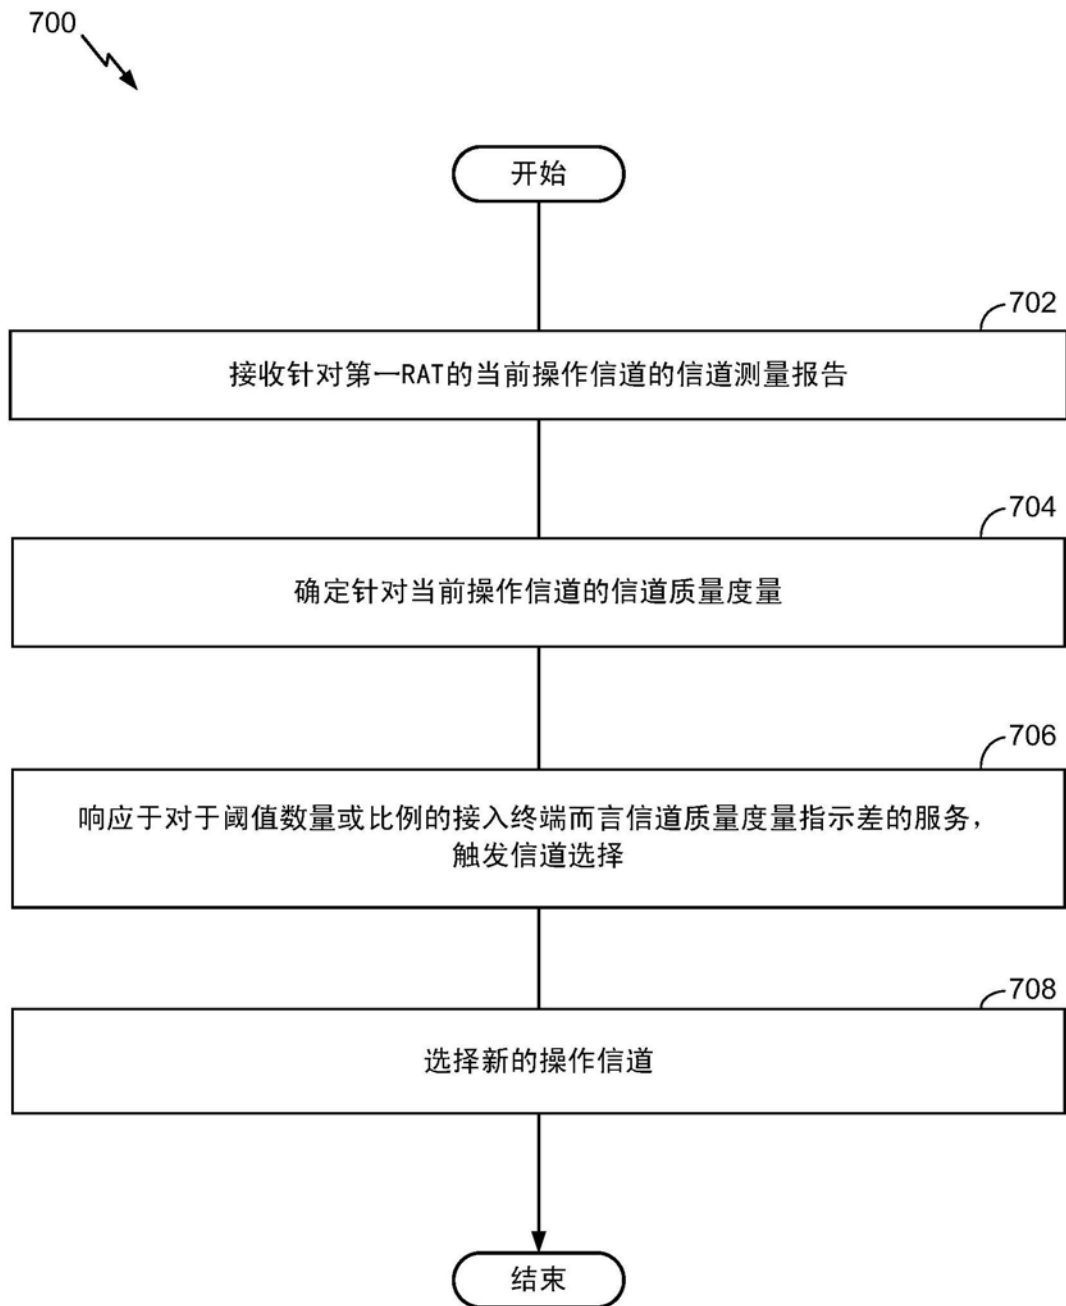 700
开始
702
接收针对第一RAT的当前操作信道的信道测量报告
704
确定针对当前操作信道的信道质量度量
706
响应于对于阈值数量或比例的接入终端而言信道质量度量指示差的服务，
触发信道选择
708
选择新的操作信道
结束